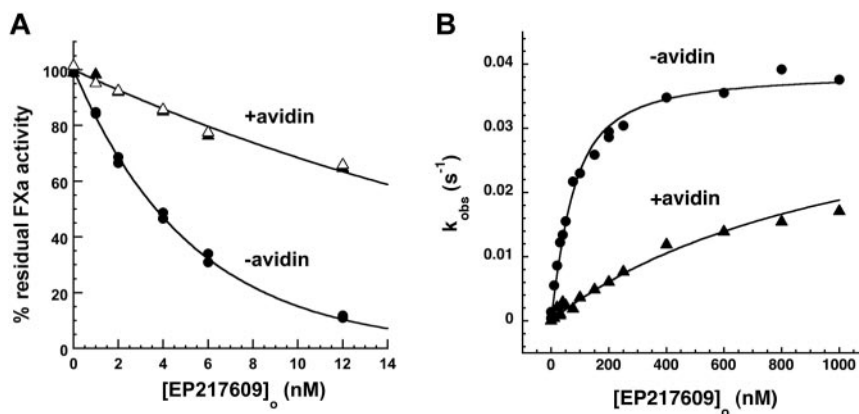 A
% residual FXa activity
100
80
60
40
20
0
+avidin
-avidin
0 2 4 6 8 10 12 14
[EP217609]o (nM)
B
kobs (s-1)
0.04
0.03
0.02
0.01
0
-avidin
+avidin
0 200 400 600 800 1000
[EP217609]o (nM)